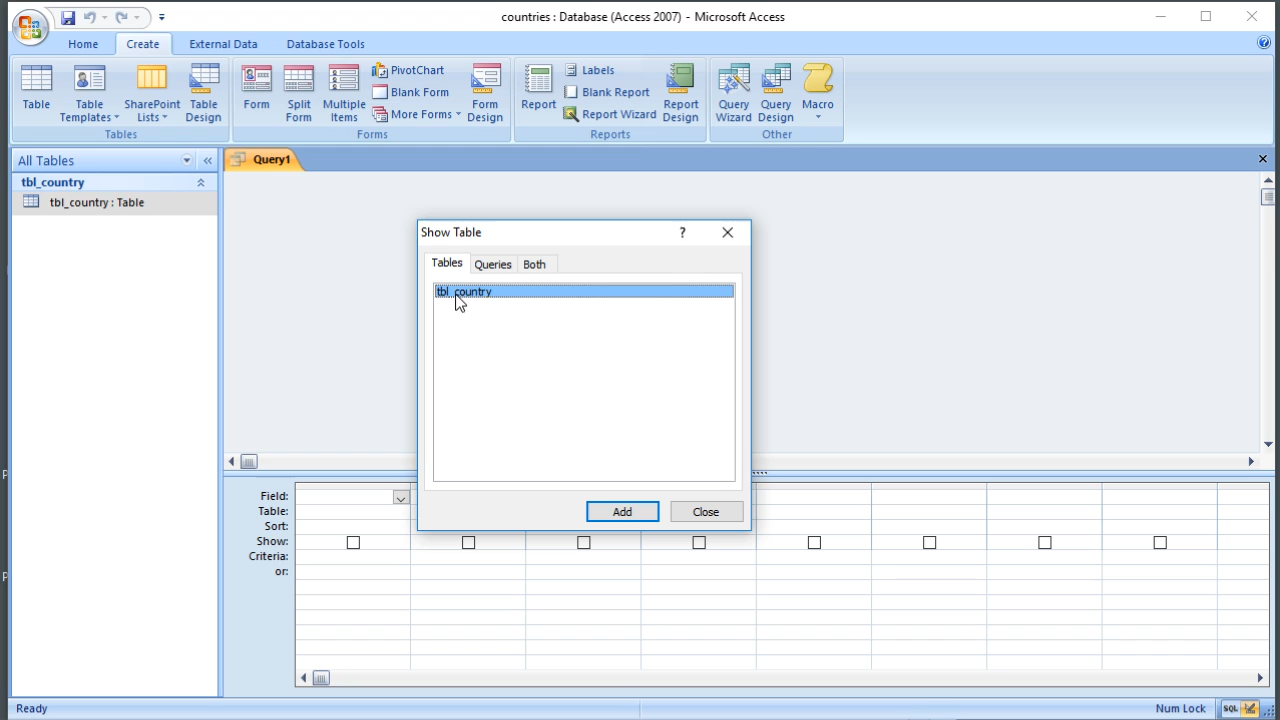 countries : Database (Access 2007) - Microsoft Access
Home Create External Data Database Tools
Table
Table Templates
SharePoint Lists
Table Design
Tables
Form
Split Form
Multiple Items
PivotChart
Blank Form
More Forms
Form Design
Forms
Report
Labels
Blank Report
Report Wizard
Report Design
Reports
Query Wizard
Query Design
Macro
Other
All Tables
tbl_country
tbl_country : Table
Query1
Show Table
Tables Queries Both
tbl_country
Add Close
Field:
Table:
Sort:
Show:
Criteria:
or:
Ready
Num Lock
SQL